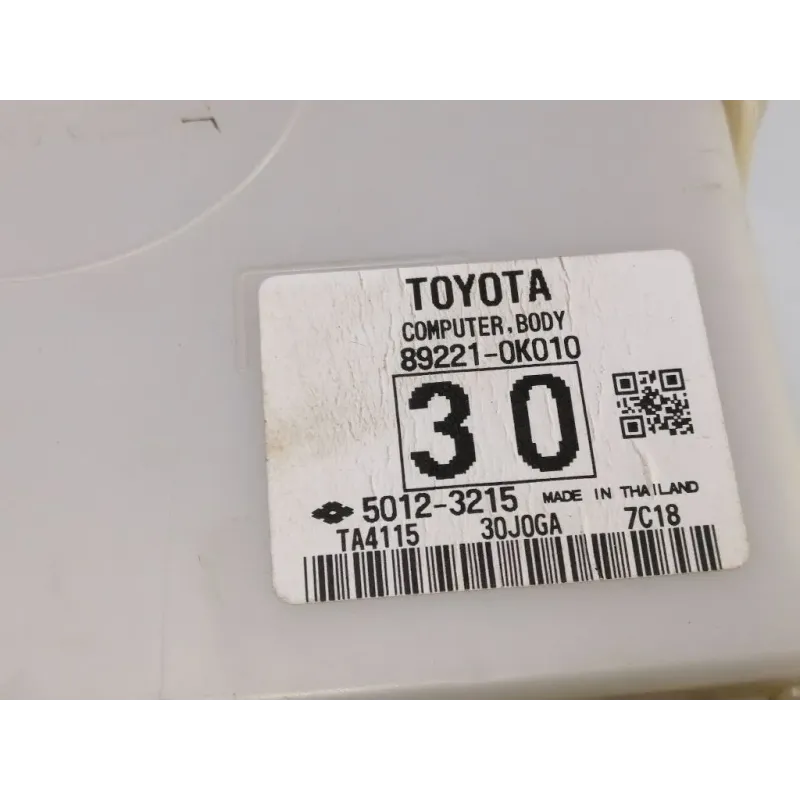 TOYOTA
COMPUTER, BODY
89221-0K010
30
5012-3215 MADE IN THAILAND
TA4115 30J0GA 7C18